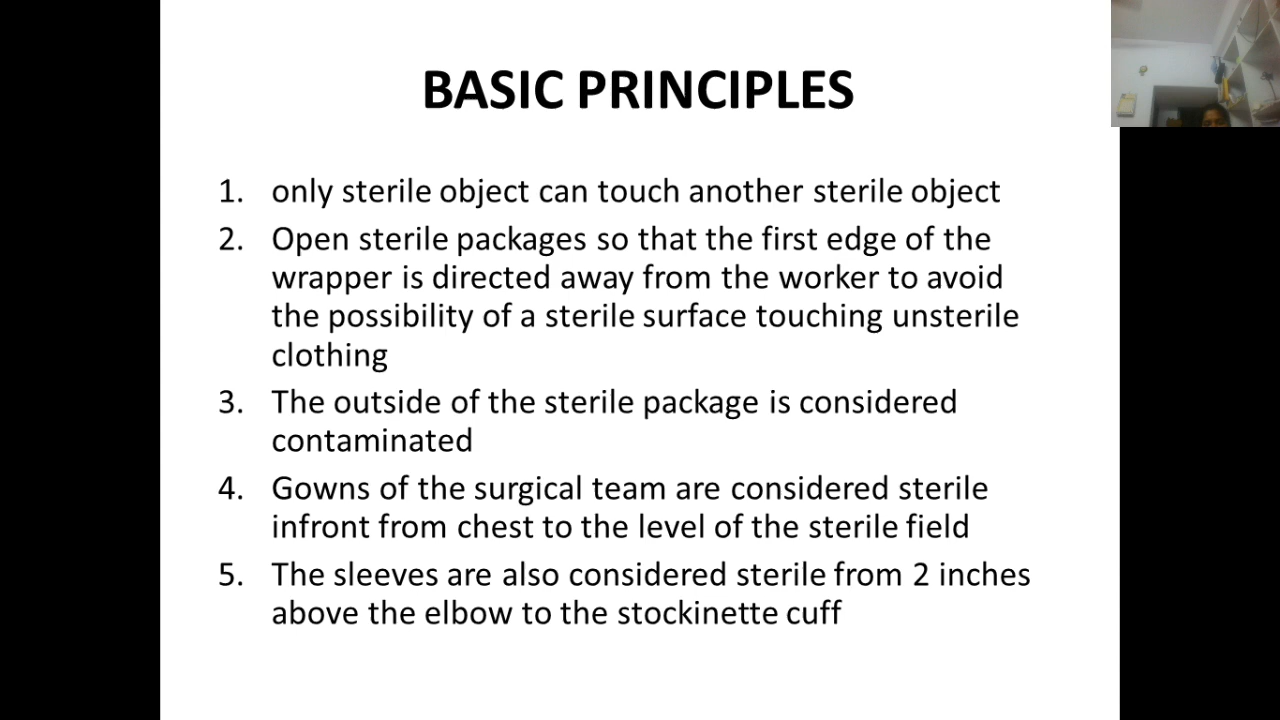 BASIC PRINCIPLES
1. only sterile object can touch another sterile object
2. Open sterile packages so that the first edge of the
wrapper is directed away from the worker to avoid
the possibility of a sterile surface touching unsterile
clothing
3. The outside of the sterile package is considered
contaminated
4. Gowns of the surgical team are considered sterile
infront from chest to the level of the sterile field
5. The sleeves are also considered sterile from 2 inches
above the elbow to the stockinette cuff